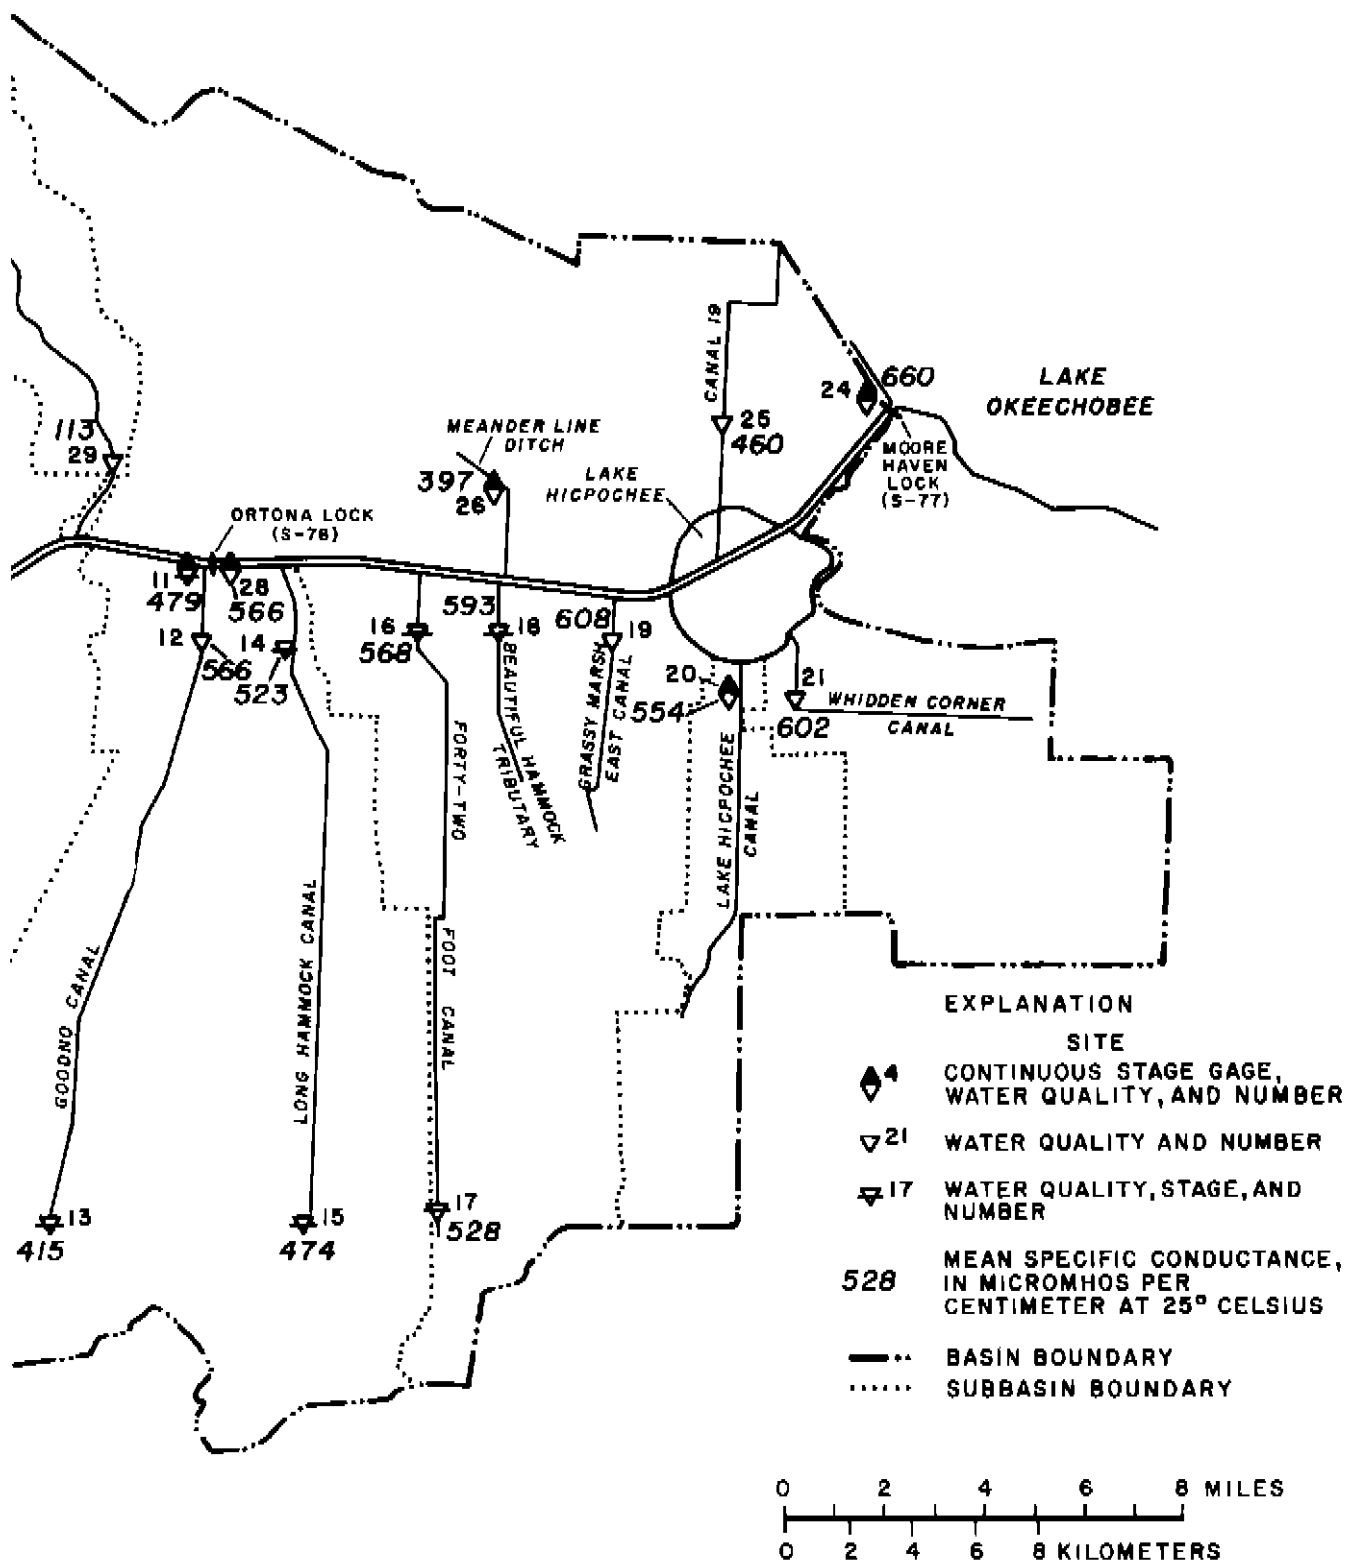 CANAL 19
24
660
LAKE
OKEECHOBEE
25
460
MOORE
HAVEN
LOCK
(S-77)
MEANDER LINE
DITCH
397
26
LAKE
HICPOCHEE
113
29
ORTONA LOCK
(S-78)
11
479
28
566
12
566
14
523
16
568
593
18
608
19
20
554
21
602
WHIDDEN CORNER
CANAL
BEAUTIFUL HAMMOCK
TRIBUTARY
GRASSY MARSH
EAST CANAL
LAKE HICPOCHEE
CANAL
FORTY-TWO
FOOT CANAL
GOODNO CANAL
LONG HAMMOCK CANAL
13
415
15
474
17
528
EXPLANATION
SITE
4 CONTINUOUS STAGE GAGE,
WATER QUALITY, AND NUMBER
21 WATER QUALITY AND NUMBER
17 WATER QUALITY, STAGE, AND
NUMBER
528 MEAN SPECIFIC CONDUCTANCE,
IN MICROMHOS PER
CENTIMETER AT 25° CELSIUS
BASIN BOUNDARY
SUBBASIN BOUNDARY
0 2 4 6 8 MILES
0 2 4 6 8 KILOMETERS